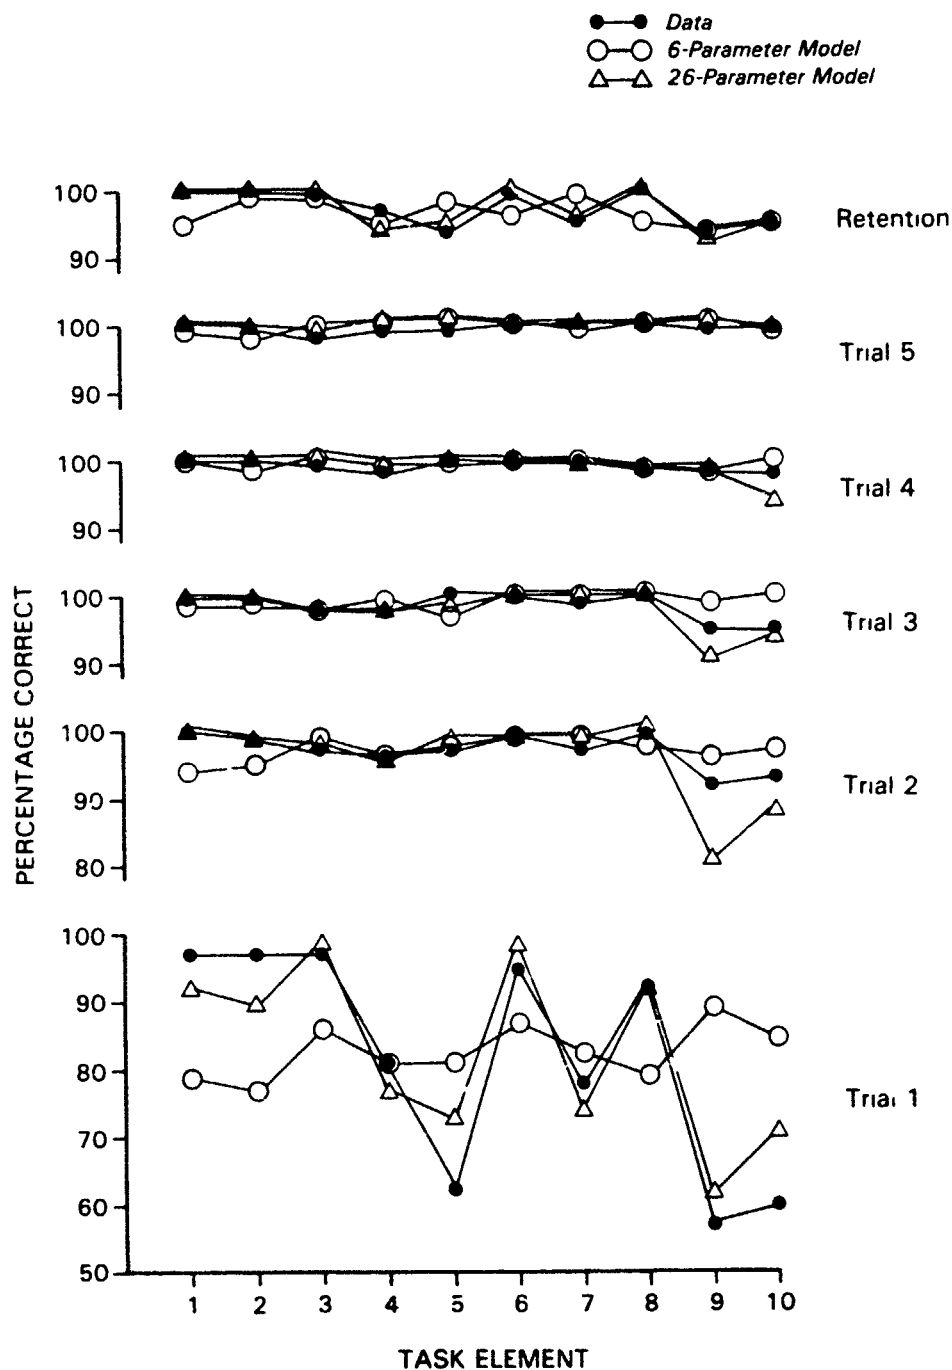 Data
6-Parameter Model
26-Parameter Model
100
90
Retention
100
90
Trial 5
100
90
Trial 4
100
90
Trial 3
100
90
80
Trial 2
100
90
80
70
60
50
Trial 1
1 2 3 4 5 6 7 8 9 10
PERCENTAGE CORRECT
TASK ELEMENT